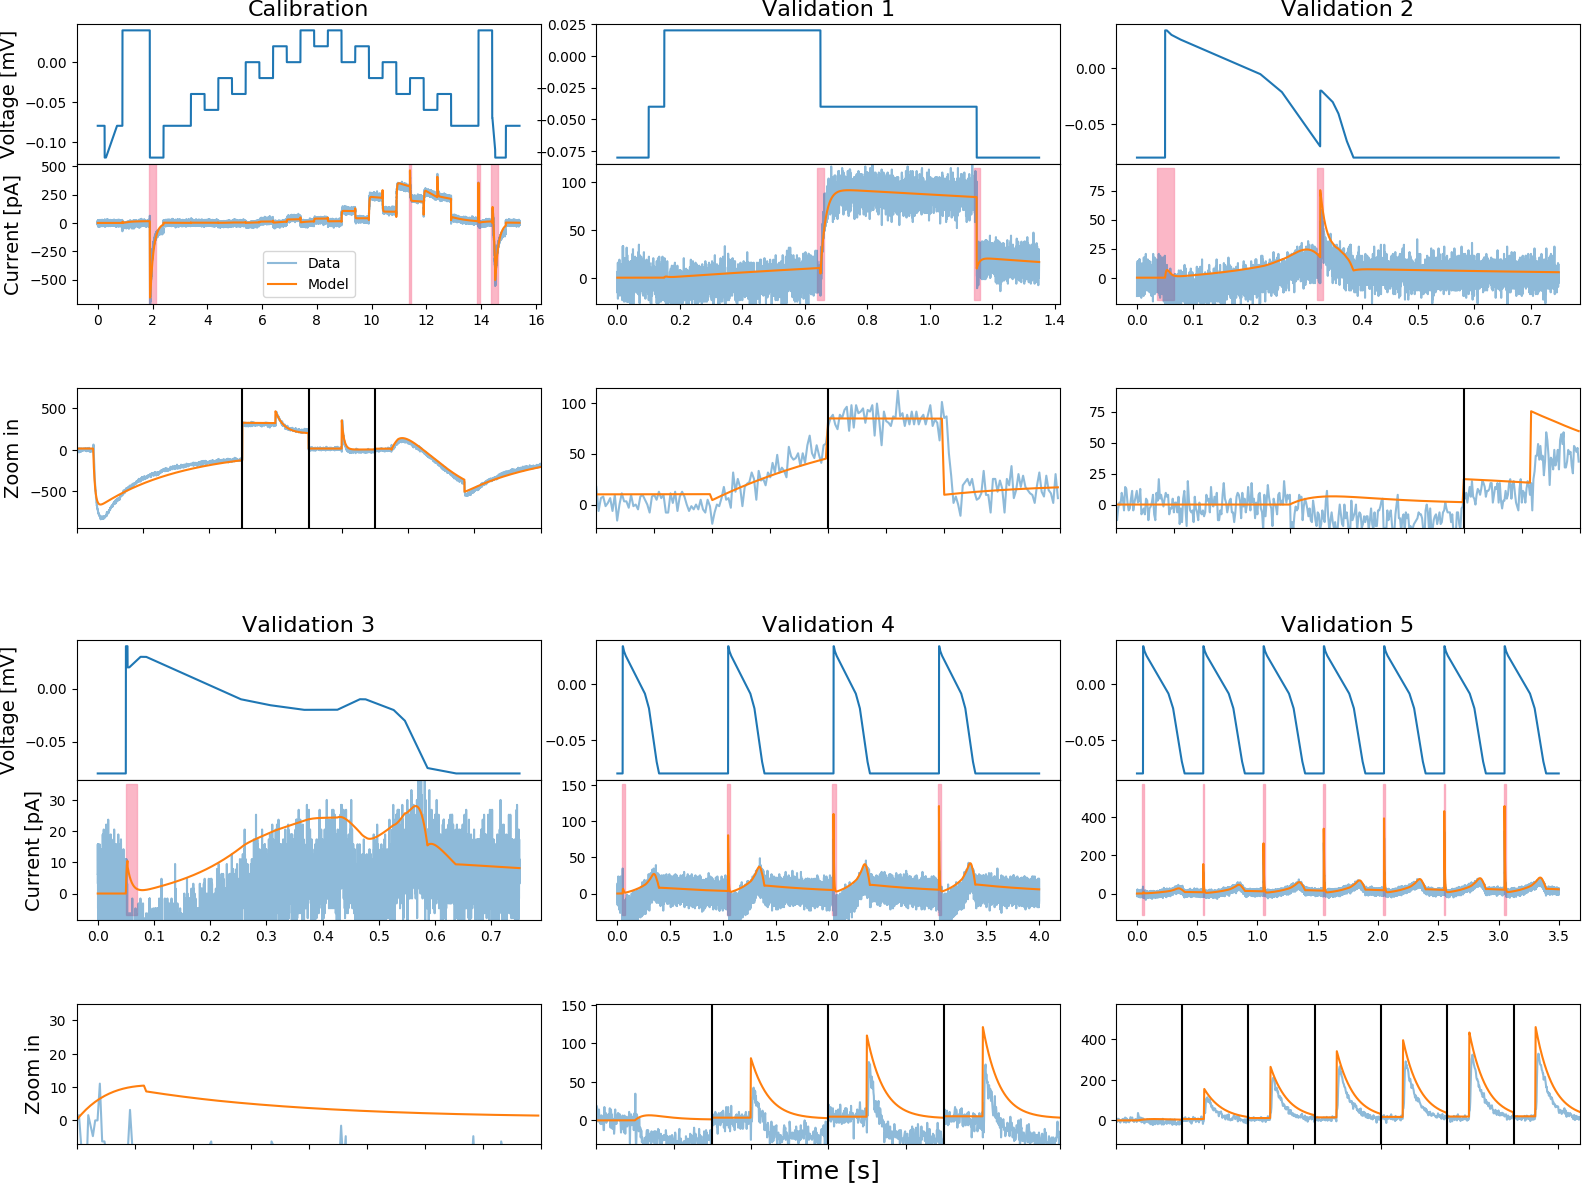 Calibration
Validation 1
Validation 2
Voltage [mV]
0.00
−0.05
−0.10
0.025
0.000
−0.025
−0.050
−0.075
0.00
−0.05
Current [pA]
500
250
0
−250
−500
Data
Model
100
50
0
75
50
25
0
0 2 4 6 8 10 12 14 16
0.0 0.2 0.4 0.6 0.8 1.0 1.2 1.4
0.0 0.1 0.2 0.3 0.4 0.5 0.6 0.7
Zoom in
500
0
−500
100
50
0
75
50
25
0
Validation 3
Validation 4
Validation 5
Voltage [mV]
0.00
−0.05
0.00
−0.05
0.00
−0.05
Current [pA]
30
20
10
0
150
100
50
0
400
200
0
0.0 0.1 0.2 0.3 0.4 0.5 0.6 0.7
0.0 0.5 1.0 1.5 2.0 2.5 3.0 3.5 4.0
0.0 0.5 1.0 1.5 2.0 2.5 3.0 3.5
Zoom in
30
20
10
0
150
100
50
0
400
200
0
Time [s]